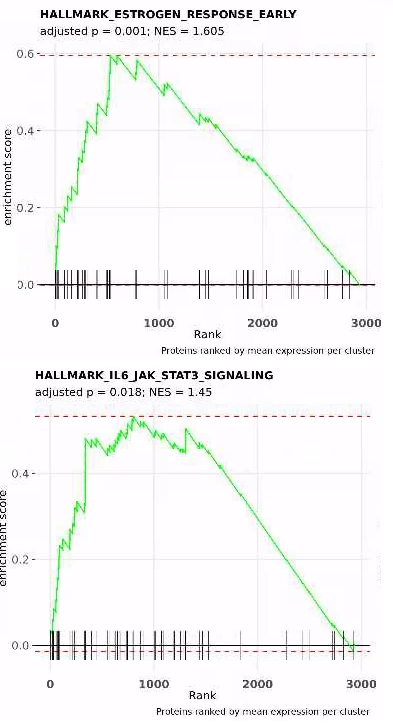 HALLMARK_ESTROGEN_RESPONSE_EARLY
adjusted p = 0.001; NES = 1.605
0.6
0.4
0.2
0.0
enrichment score
0 1000 2000 3000
Rank
Proteins ranked by mean expression per cluster
HALLMARK_IL6_JAK_STAT3_SIGNALING
adjusted p = 0.018; NES = 1.45
0.4
0.2
0.0
enrichment score
0 1000 2000 3000
Rank
Proteins ranked by mean expression per cluster